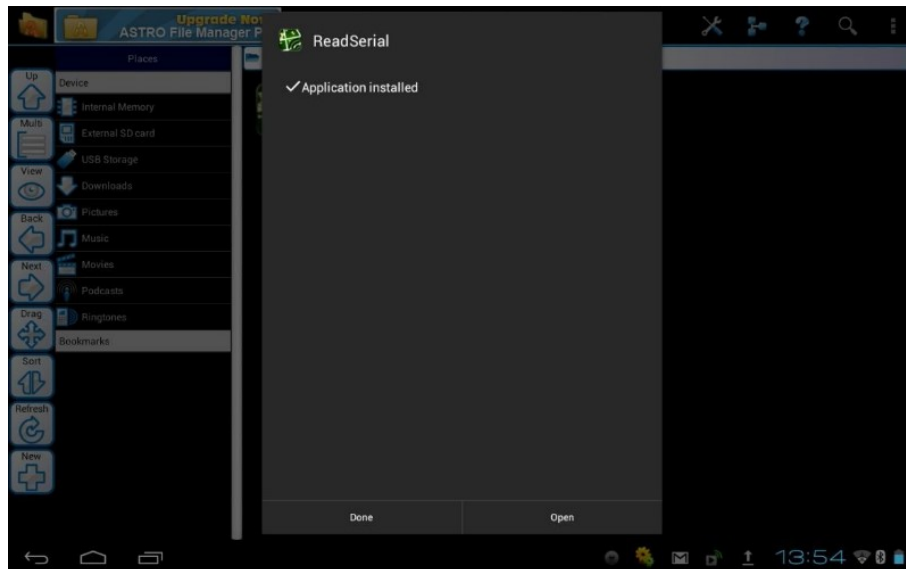 Upgrade Now
ASTRO File Manager P
ReadSerial
Application installed
Places
Device
Internal Memory
External SD card
USB Storage
Downloads
Pictures
Music
Movies
Podcasts
Ringtones
Bookmarks
Up
Multi
View
Back
Next
Drag
Sort
Refresh
New
Done
Open
13:54